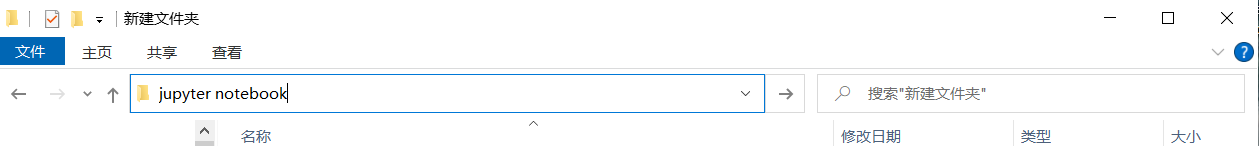 新建文件夹
文件 主页 共享 查看 ?
jupyter notebook 搜索"新建文件夹"
名称 修改日期 类型 大小